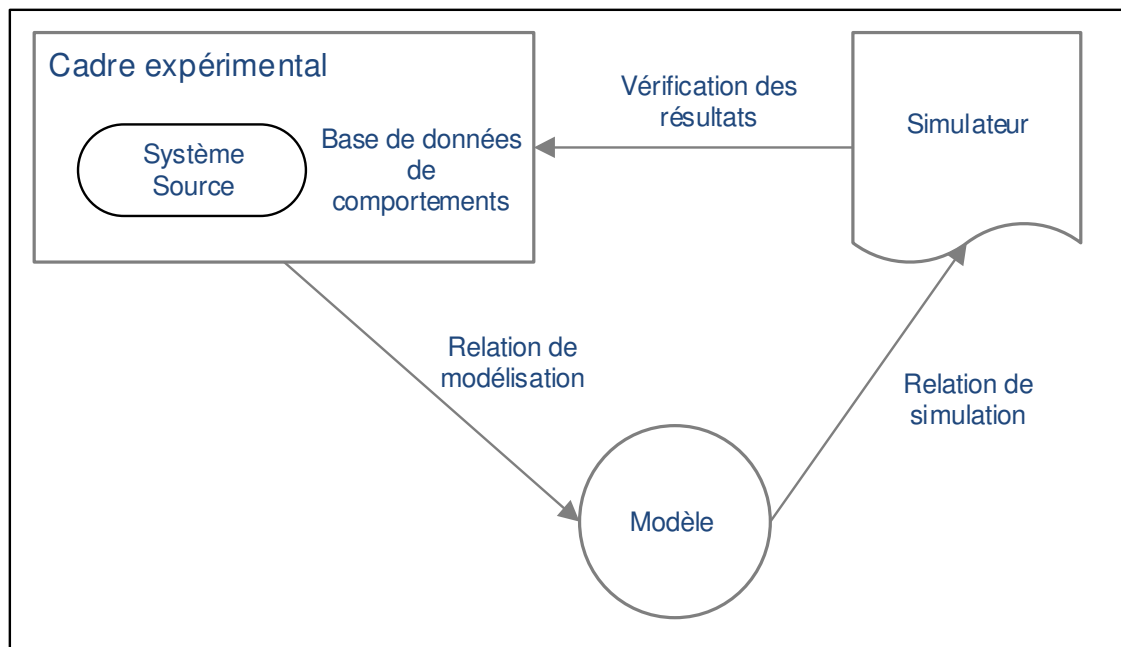 Cadre expérimental
Système
Source
Base de données
de
comportements
Vérification des
résultats
Simulateur
Relation de
modélisation
Relation de
simulation
Modèle